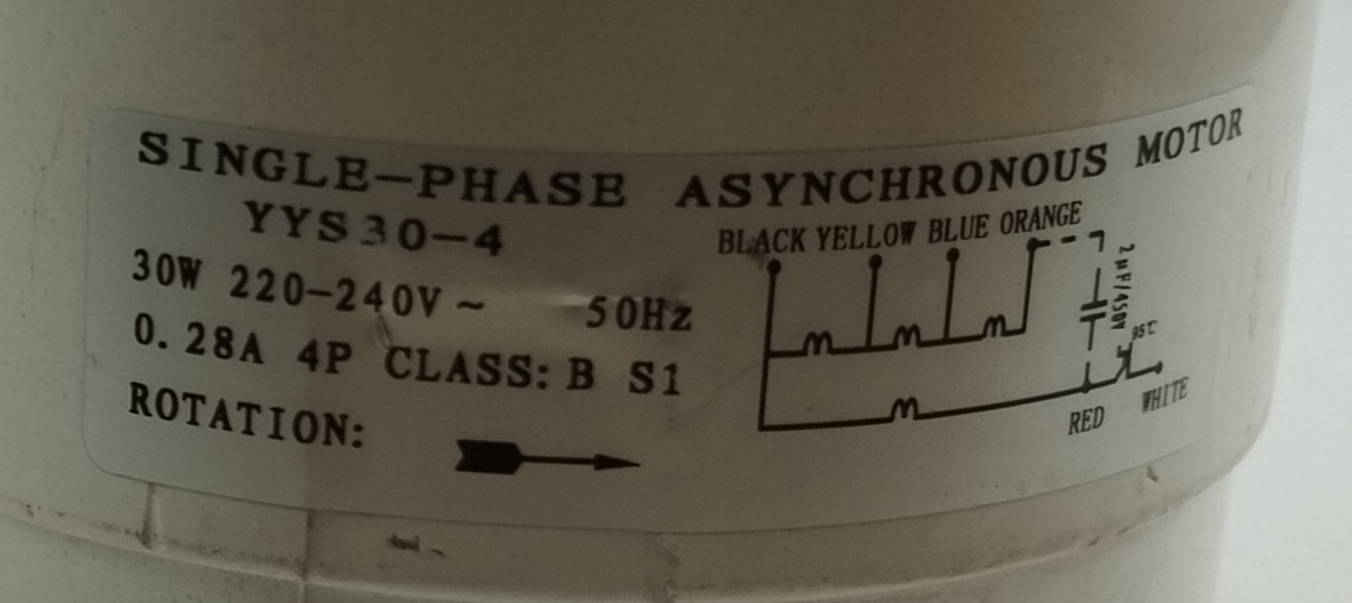 SINGLE-PHASE ASYNCHRONOUS MOTOR
YYS30-4
30W 220-240V~ 50Hz
0.28A 4P CLASS: B S1
ROTATION:
BLACK YELLOW BLUE ORANGE
2μF/450V
95℃
RED WHITE